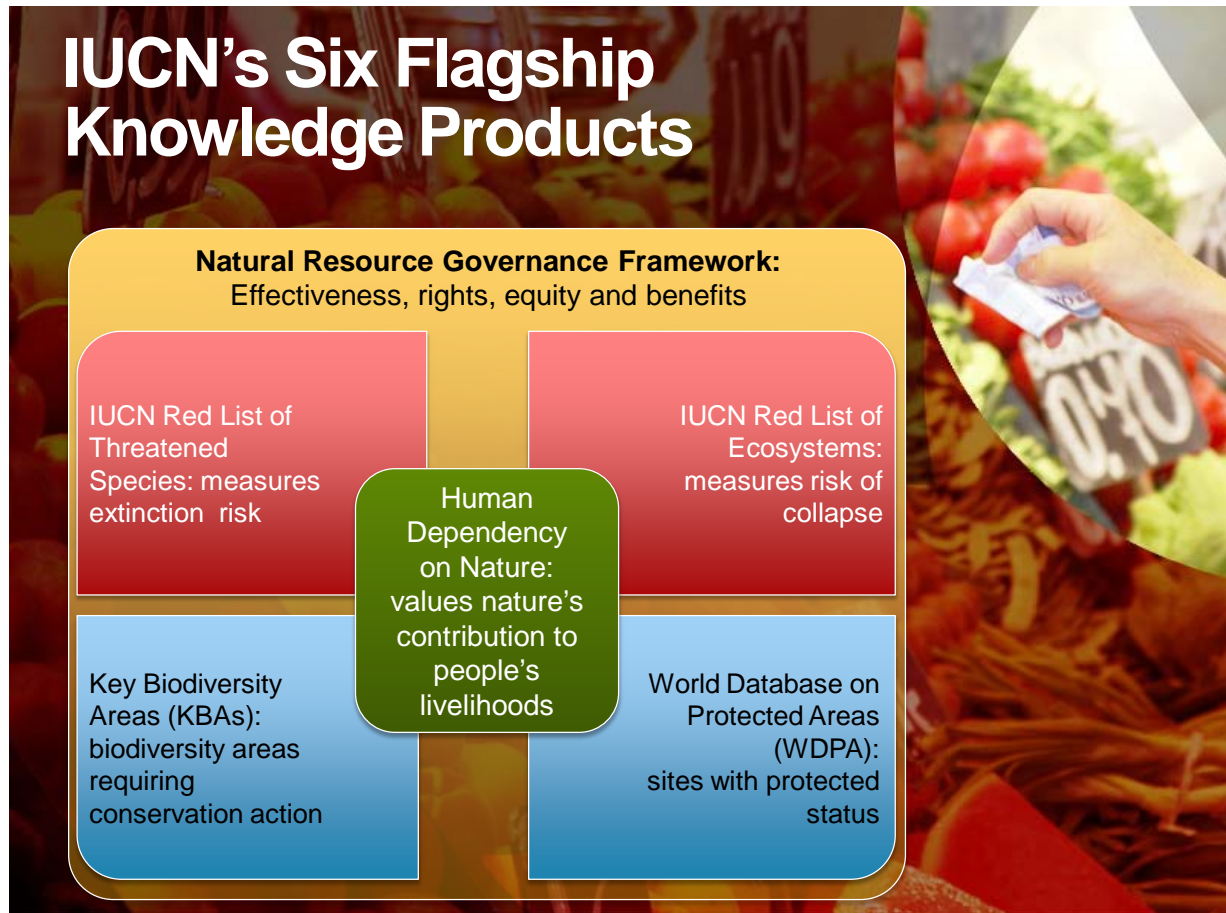 IUCN's Six Flagship
Knowledge Products
Natural Resource Governance Framework:
Effectiveness, rights, equity and benefits
IUCN Red List of
Threatened
Species: measures
extinction risk
IUCN Red List of
Ecosystems:
measures risk of
collapse
Human
Dependency
on Nature:
values nature's
contribution to
people's
livelihoods
Key Biodiversity
Areas (KBAs):
biodiversity areas
requiring
conservation action
World Database on
Protected Areas
(WDPA):
sites with protected
status
0.70